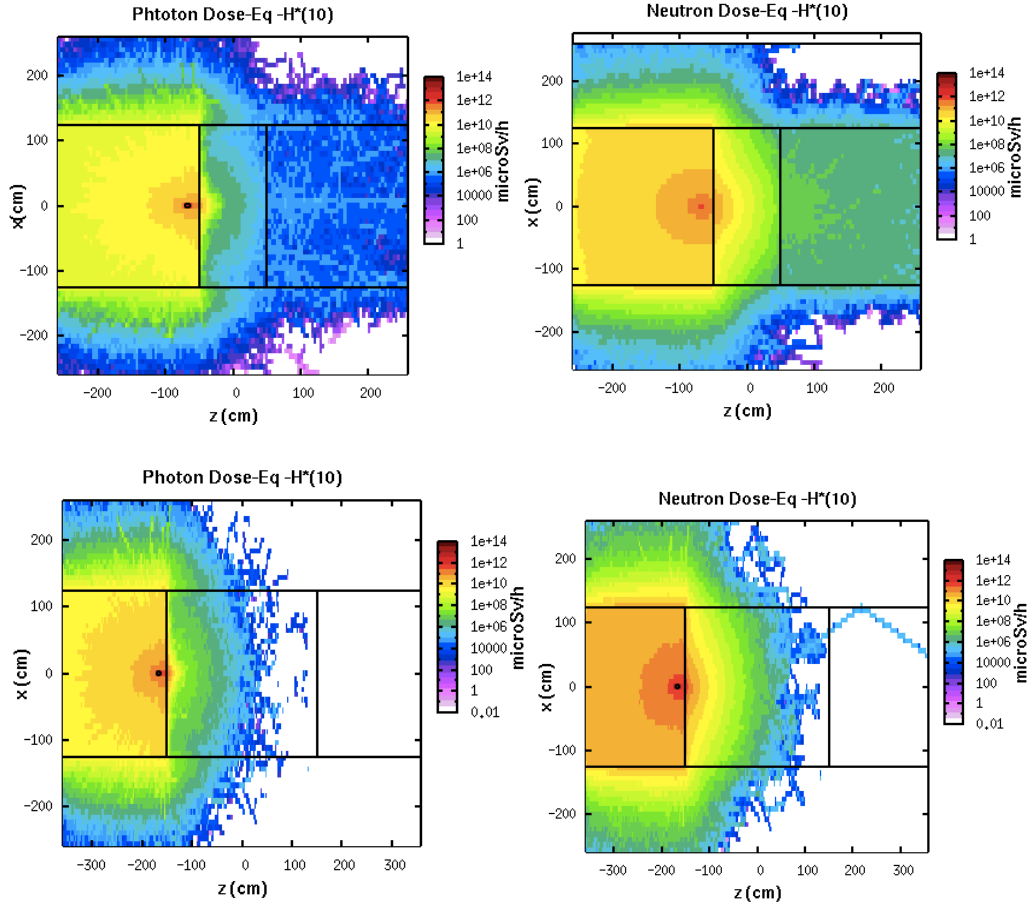 Phtoton Dose-Eq -H*(10)
200
100
0
-100
-200
x(cm)
-200
-100
0
100
200
z (cm)
1e+14
1e+12
1e+10
1e+08
1e+06
10000
100
1
microSv/h
Neutron Dose-Eq -H*(10)
200
100
0
-100
-200
x(cm)
-200
-100
0
100
200
z (cm)
1e+14
1e+12
1e+10
1e+08
1e+06
10000
100
1
microSv/h
Photon Dose-Eq -H*(10)
200
100
0
-100
-200
x (cm)
-300
-200
-100
0
100
200
300
z (cm)
1e+14
1e+12
1e+10
1e+08
1e+06
10000
100
1
0.01
microSv/h
Neutron Dose-Eq -H*(10)
200
100
0
-100
-200
x (cm)
-300
-200
-100
0
100
200
300
z (cm)
1e+14
1e+12
1e+10
1e+08
1e+06
10000
100
1
0.01
microSv/h